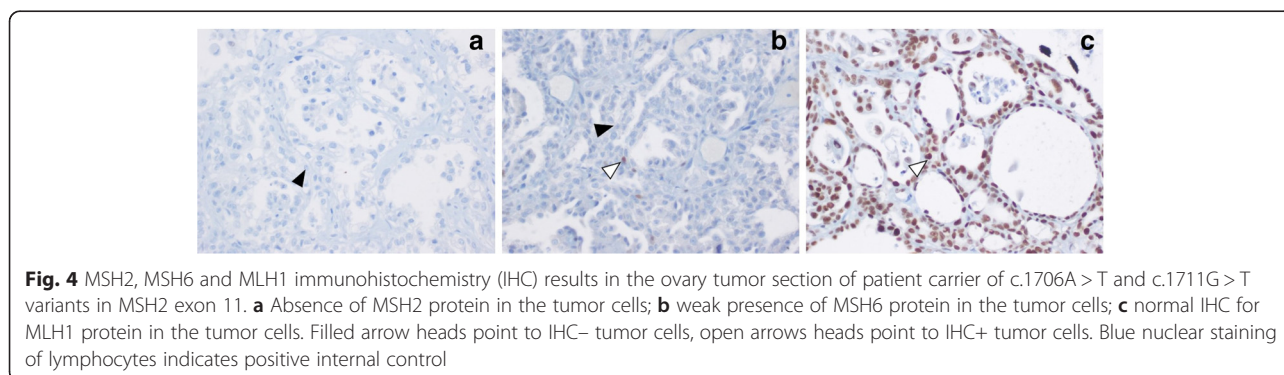 a b c
Fig. 4 MSH2, MSH6 and MLH1 immunohistochemistry (IHC) results in the ovary tumor section of patient carrier of c.1706A > T and c.1711G > T
variants in MSH2 exon 11. a Absence of MSH2 protein in the tumor cells; b weak presence of MSH6 protein in the tumor cells; c normal IHC for
MLH1 protein in the tumor cells. Filled arrow heads point to IHC– tumor cells, open arrows heads point to IHC+ tumor cells. Blue nuclear staining
of lymphocytes indicates positive internal control